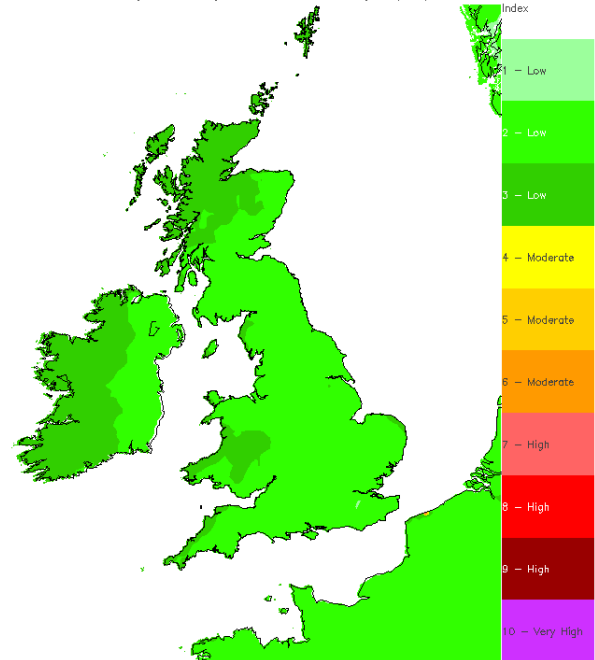 Index
1 - Low
2 - Low
3 - Low
4 - Moderate
5 - Moderate
6 - Moderate
7 - High
8 - High
9 - High
10 - Very High